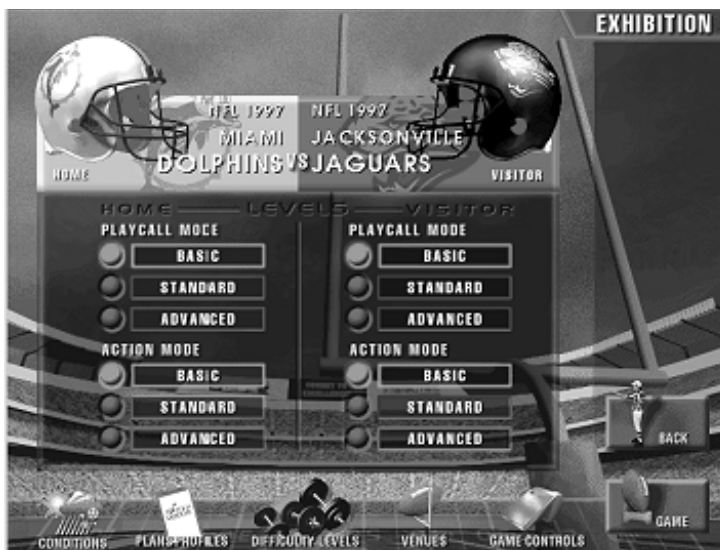 EXHIBITION
NFL 1997 NFL 1997
MIAMI JACKSONVILLE
DOLPHINS VS JAGUARS
HOME VISITOR
HOME LEVELS VISITOR
PLAYCALL MODE PLAYCALL MODE
BASIC BASIC
STANDARD STANDARD
ADVANCED ADVANCED
ACTION MODE ACTION MODE
BASIC BASIC
STANDARD STANDARD
ADVANCED ADVANCED
BACK
GAME
CONDITIONS PLANS/PROFILES DIFFICULTY LEVELS VENUES GAME CONTROLS